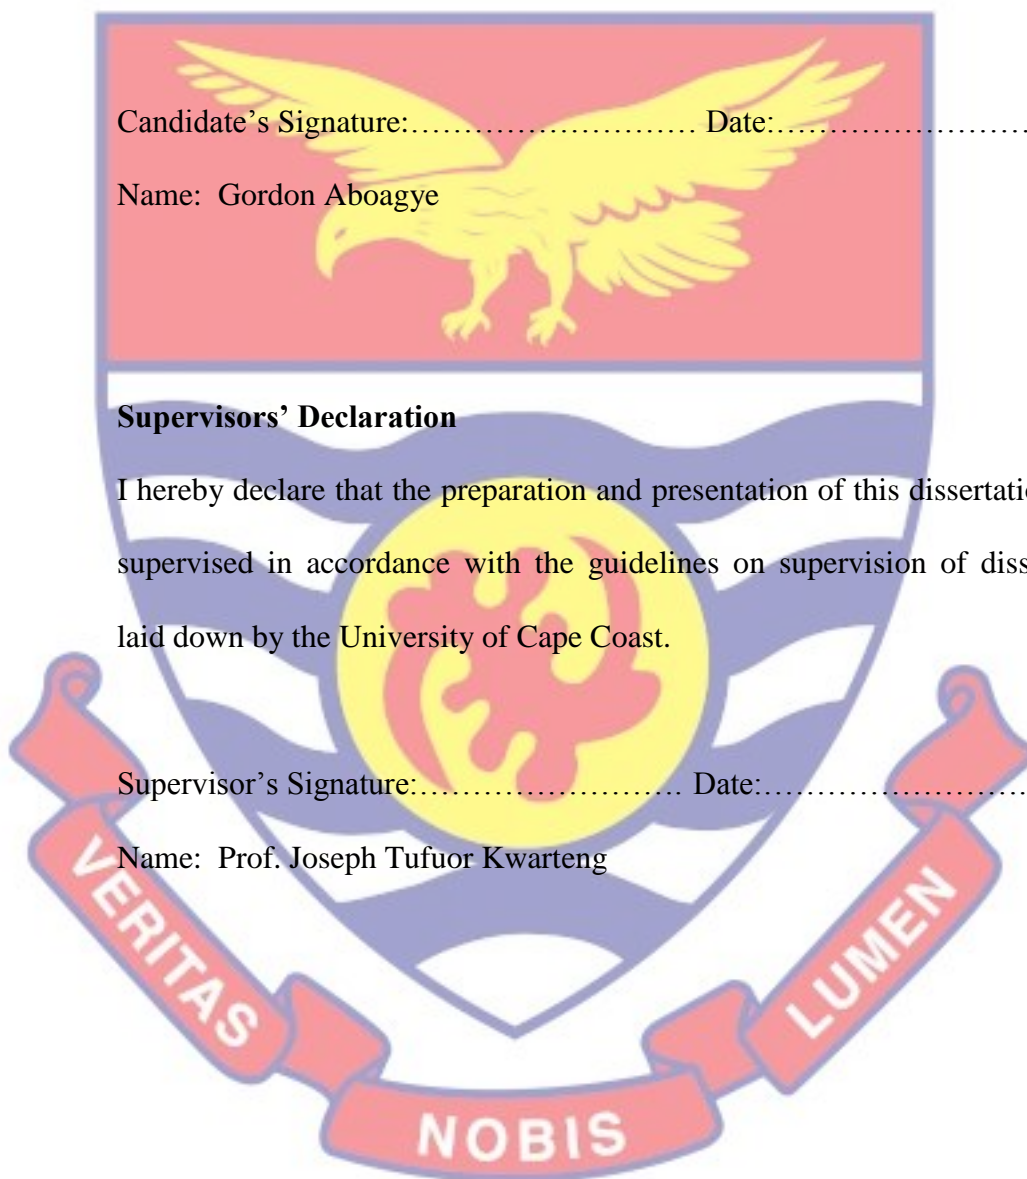 Candidate’s Signature:………………………… Date:…………………………
Name: Gordon Aboagye
Supervisors’ Declaration
I hereby declare that the preparation and presentation of this
supervised in accordance with the guidelines on supervision of
laid down by the University of Cape Coast.
Supervisor’s Signature:…………………….. Date:…………………………
Name: Prof. Joseph Tufuor Kwarteng
VERITAS
NOBIS
LUMEN